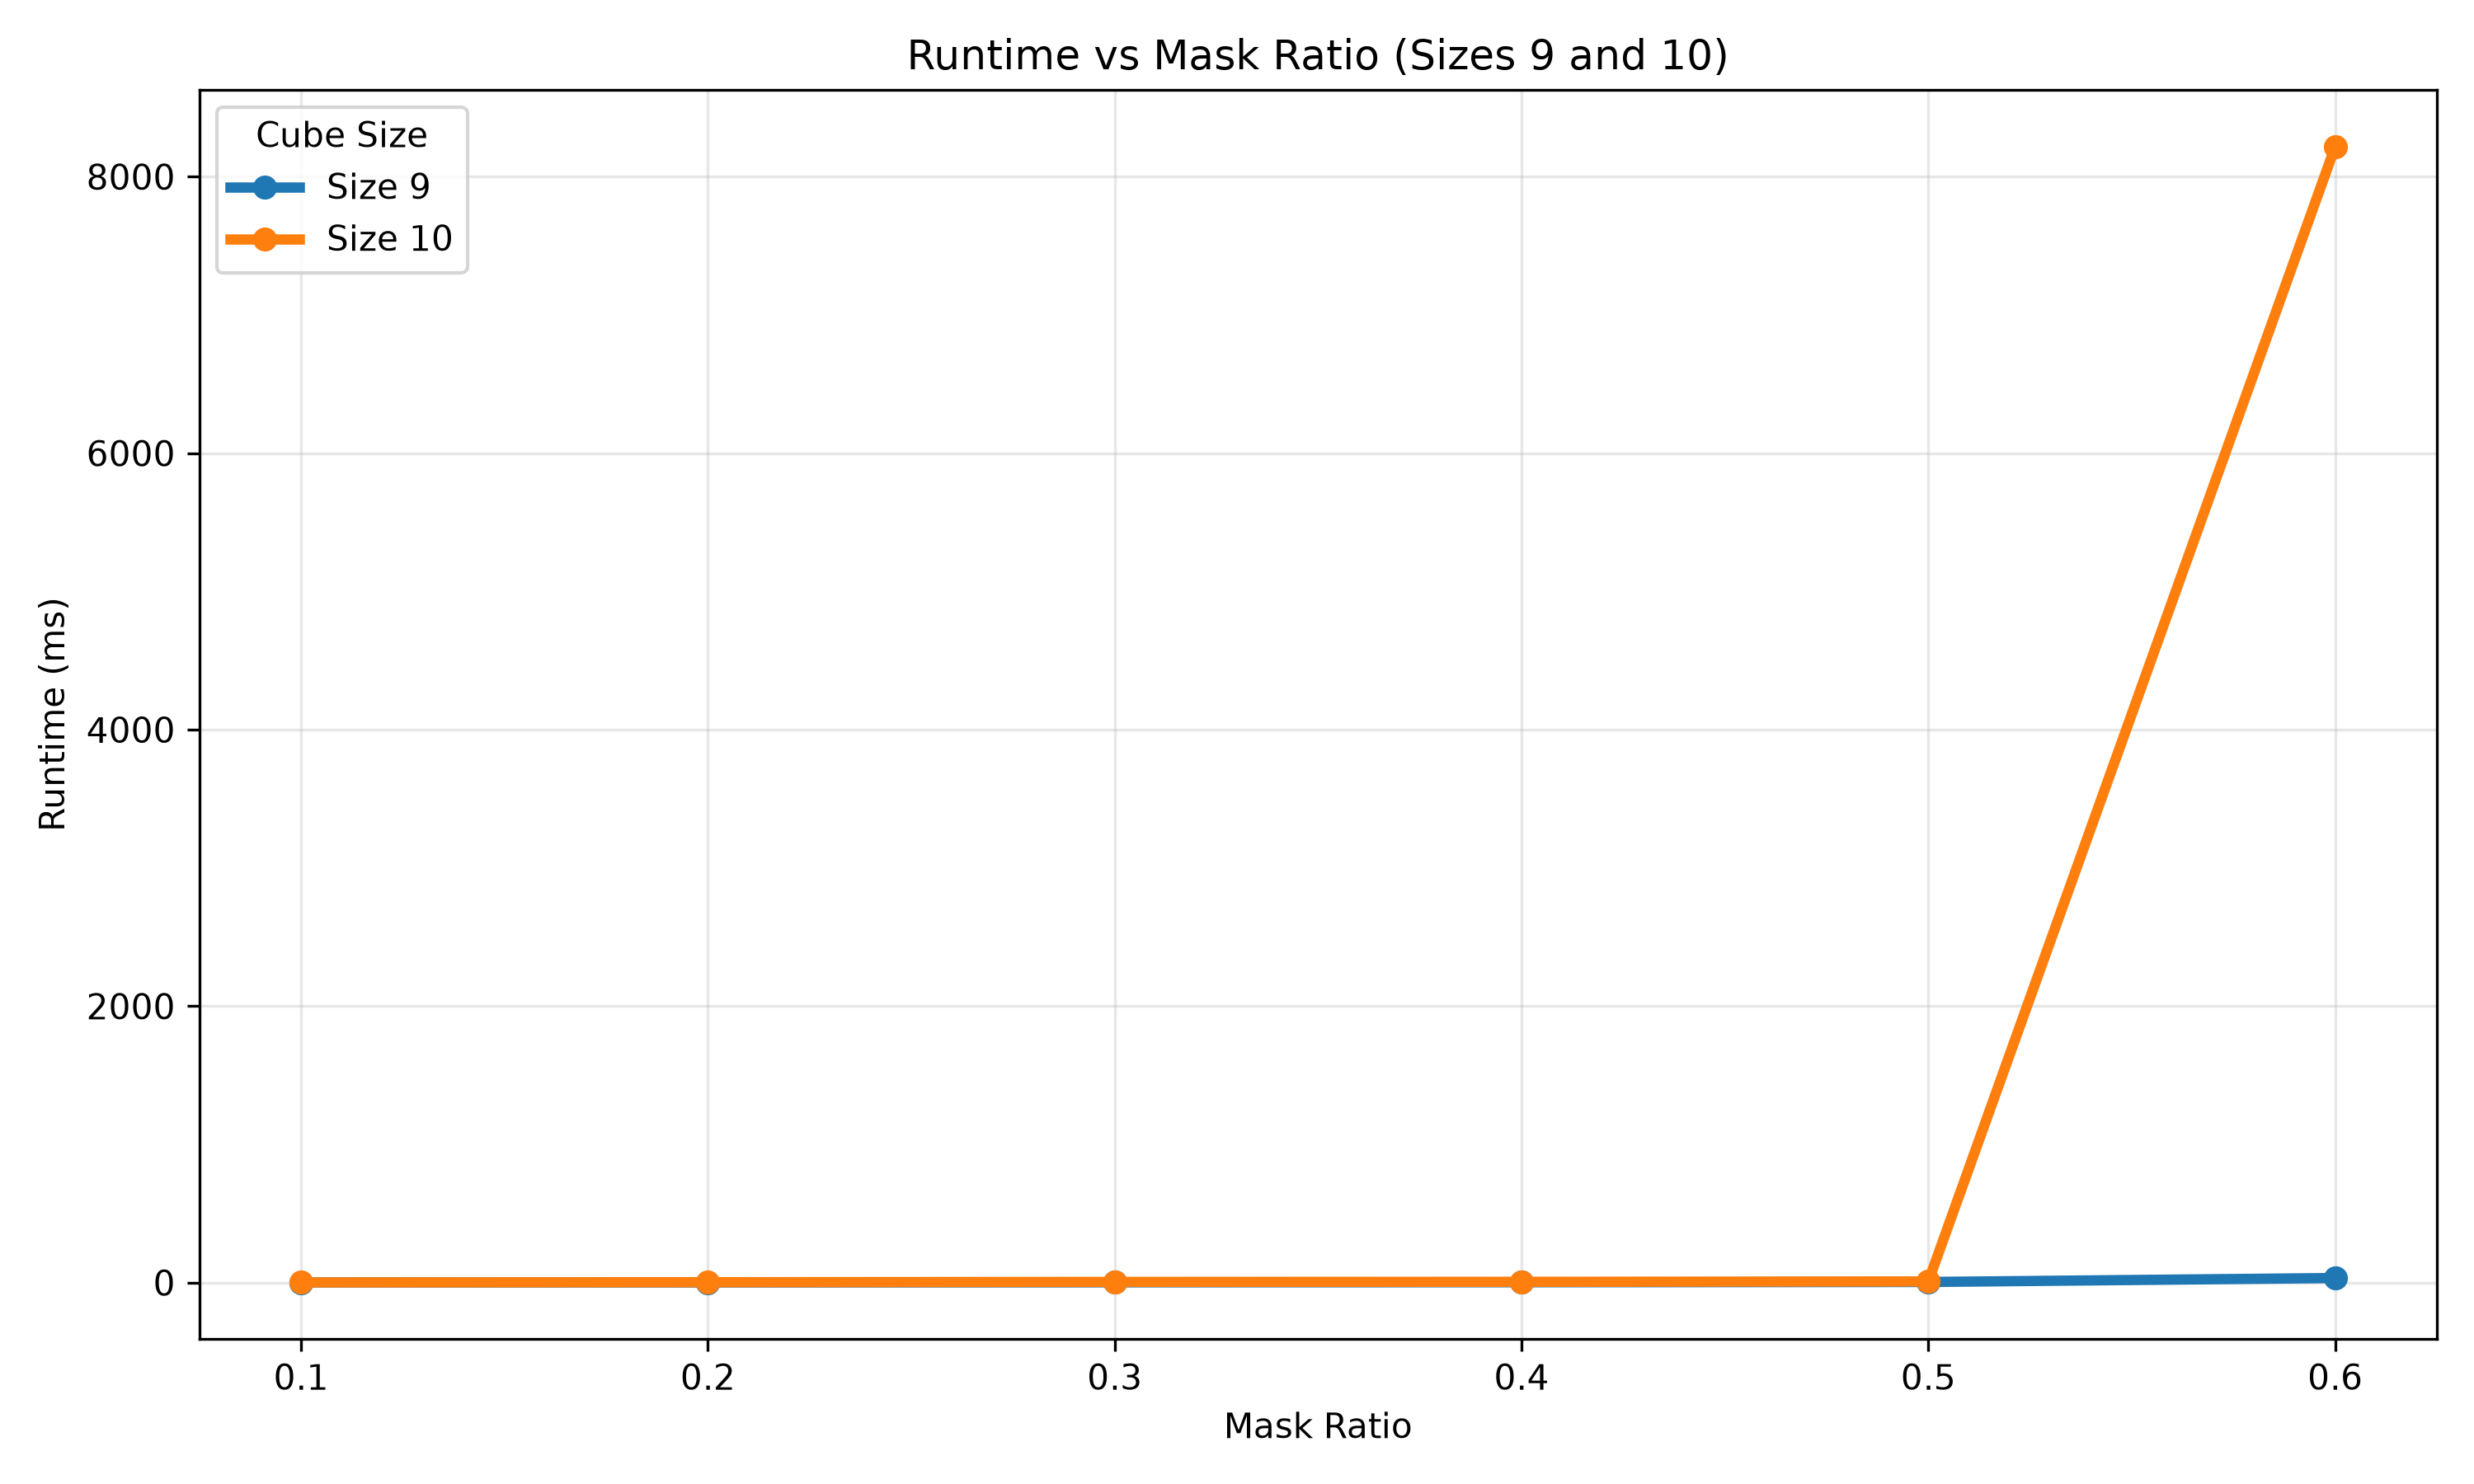 Runtime vs Mask Ratio (Sizes 9 and 10)
Cube Size
Size 9
Size 10
8000
6000
4000
2000
0
Runtime (ms)
0.1 0.2 0.3 0.4 0.5 0.6
Mask Ratio